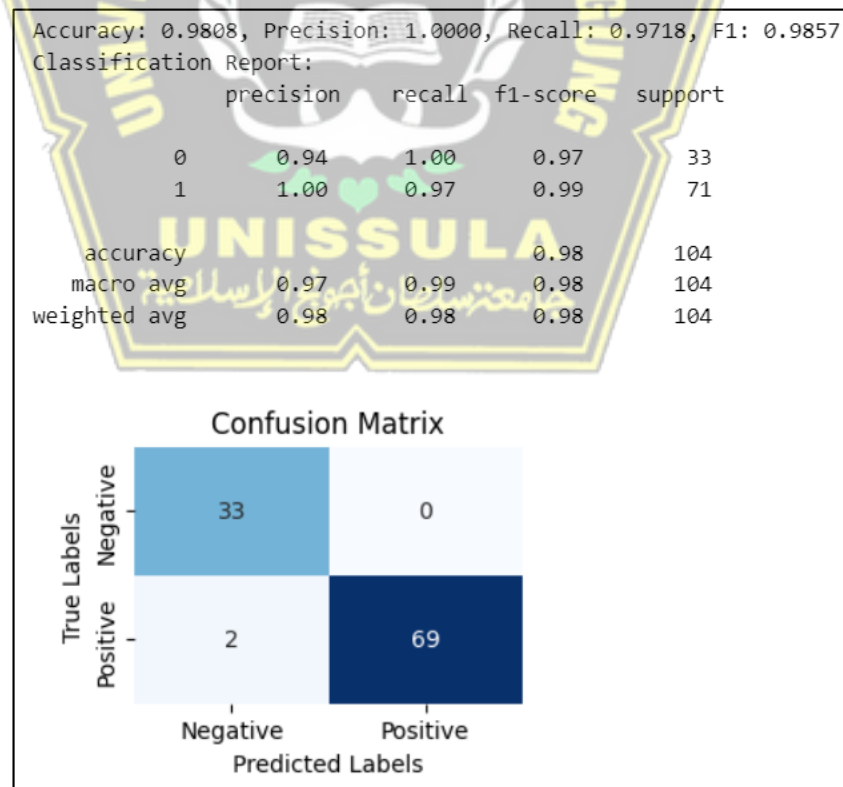 Accuracy: 0.9808, Precision: 1.0000, Recall: 0.9718, F1: 0.9857
Classification Report:
precision recall f1-score support
0 0.94 1.00 0.97 33
1 1.00 0.97 0.99 71
accuracy 0.98 104
macro avg 0.97 0.99 0.98 104
weighted avg 0.98 0.98 0.98 104
UNISSULA
جامعتسلطان أجونج الإسلامية
Confusion Matrix
True Labels
Negative
33 0
Positive
2 69
Negative Positive
Predicted Labels